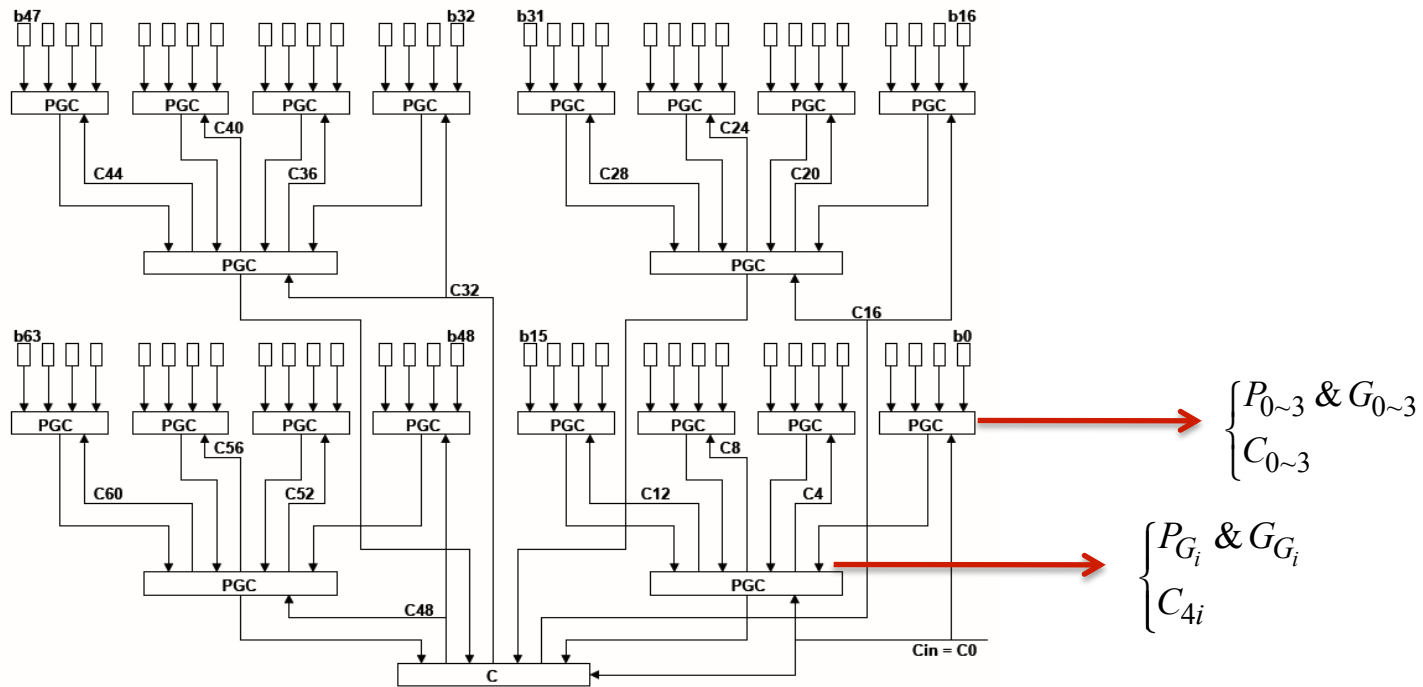 b47 b32 b31 b16
PGC PGC PGC PGC PGC PGC PGC PGC
C40 C24
C44 C36 C28 C20
PGC PGC
C32
C16
b63 b48 b15 b0
PGC PGC PGC PGC PGC PGC PGC PGC
C56 C8
C60 C52 C12 C4
PGC PGC
C48
Cin = C0
C
P0~3 & G0~3
C0~3
PGi & GGi
C4i